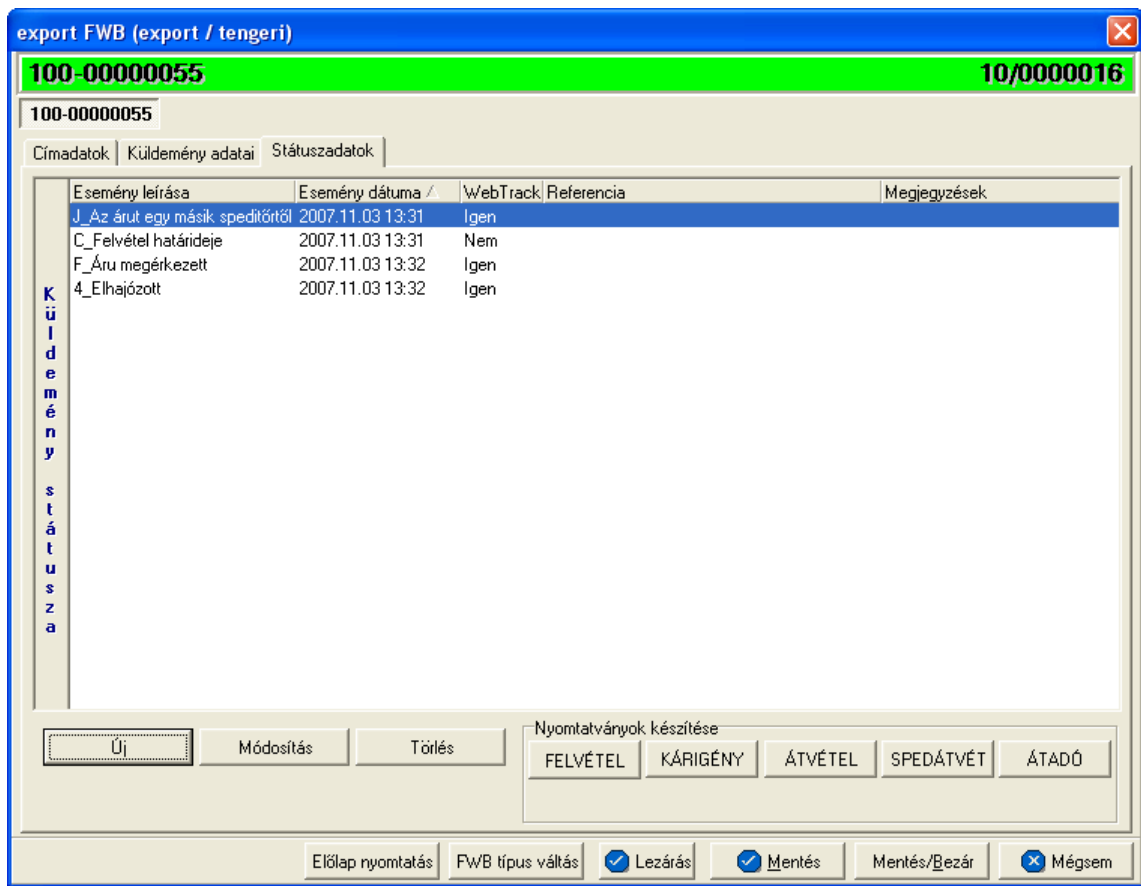 export FWB (export / tengeri)
100-00000055 10/0000016
100-00000055
Címadatok Küldemény adatai Státuszadatok
Esemény leírása Esemény dátuma WebTrack Referencia Megjegyzések
J_Az árut egy másik speditőrtől 2007.11.03 13:31 Igen
C_Felvétel határideje 2007.11.03 13:31 Nem
F_Áru megérkezett 2007.11.03 13:32 Igen
4_Elhajózott 2007.11.03 13:32 Igen
Küldemény státusza
Új Módosítás Törlés
Nyomtatványok készítése
FELVÉTEL KÁRIGÉNY ÁTVÉTEL SPEDÁTVÉT ÁTADÓ
Előlap nyomtatás FWB típus váltás Lezárás Mentés Mentés/Bezár Mégsem